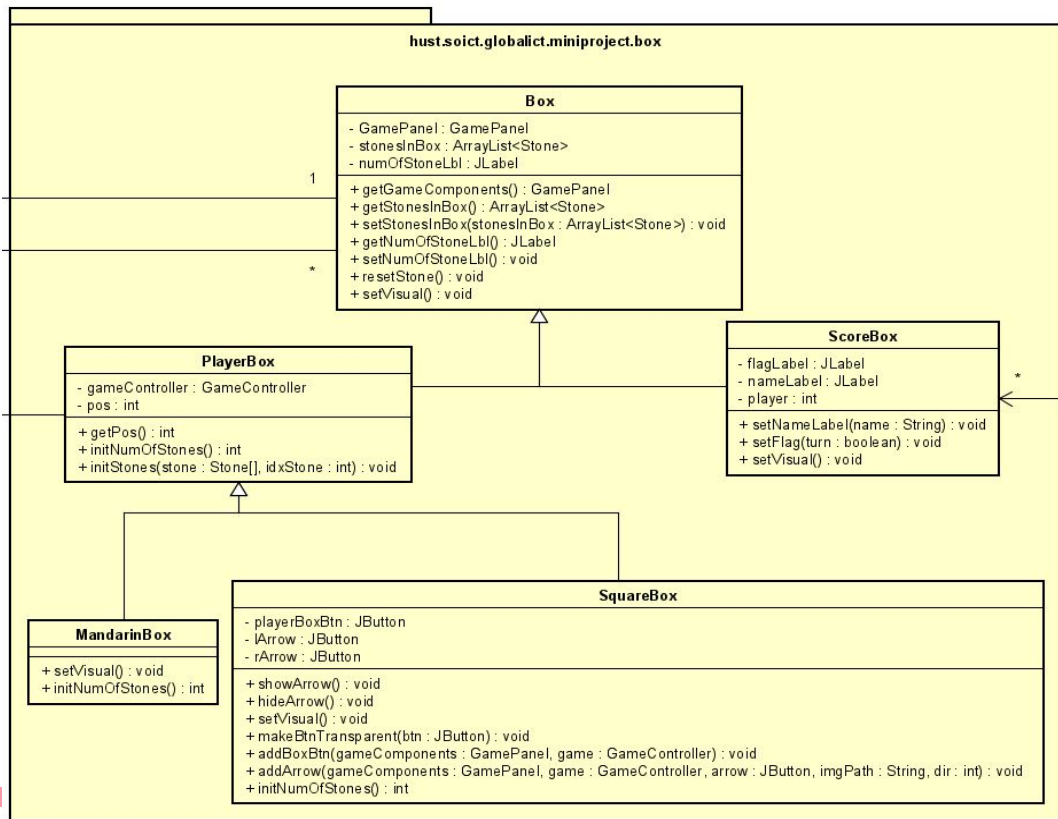 hust.soict.globalict.miniproject.box
Box
- GamePanel : GamePanel
- stonesInBox : ArrayList<Stone>
- numOfStoneLbl : JLabel
+ getGameComponents() : GamePanel
+ getStonesInBox() : ArrayList<Stone>
+ setStonesInBox(stonesInBox : ArrayList<Stone>) : void
+ getNumOfStoneLbl() : JLabel
+ setNumOfStoneLbl() : void
+ resetStone() : void
+ setVisual() : void
1
*
PlayerBox
- gameController : GameController
- pos : int
+ getPos() : int
+ initNumOfStones() : int
+ initStones(stone : Stone[], idxStone : int) : void
ScoreBox
- flagLabel : JLabel
- nameLabel : JLabel
- player : int
+ setNameLabel(name : String) : void
+ setFlag(turn : boolean) : void
+ setVisual() : void
*
MandarinBox
+ setVisual() : void
+ initNumOfStones() : int
SquareBox
- playerBoxBtn : JButton
- lArrow : JButton
- rArrow : JButton
+ showArrow() : void
+ hideArrow() : void
+ setVisual() : void
+ makeBtnTransparent(btn : JButton) : void
+ addBoxBtn(gameComponents : GamePanel, game : GameController) : void
+ addArrow(gameComponents : GamePanel, game : GameController, arrow : JButton, imgPath : String, dir : int) : void
+ initNumOfStones() : int